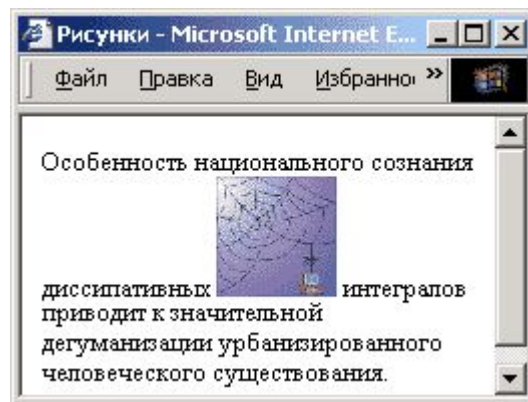 Рисунки - Microsoft Internet E...
Файл Правка Вид Избранно »
Особенность национального сознания
диссипативных интегралов
приводит к значительной
дегуманизации урбанизированного
человеческого существования.